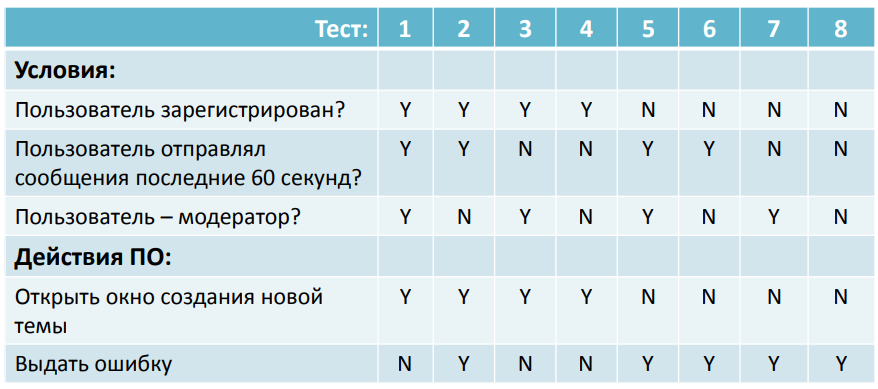 Тест: 1 2 3 4 5 6 7 8
Условия:
Пользователь зарегистрирован? Y Y Y Y N N N N
Пользователь отправлял Y Y N N Y Y N N
сообщения последние 60 секунд?
Пользователь – модератор? Y N Y N Y N Y N
Действия ПО:
Открыть окно создания новой Y Y Y Y N N N N
темы
Выдать ошибку N Y N N Y Y Y Y